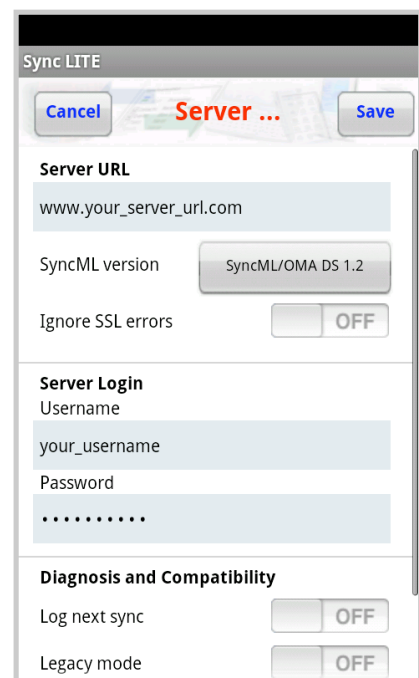 Sync LITE
Cancel Server ... Save
Server URL
www.your_server_url.com
SyncML version SyncML/OMA DS 1.2
Ignore SSL errors OFF
Server Login
Username
your_username
Password
••••••••••
Diagnosis and Compatibility
Log next sync OFF
Legacy mode OFF